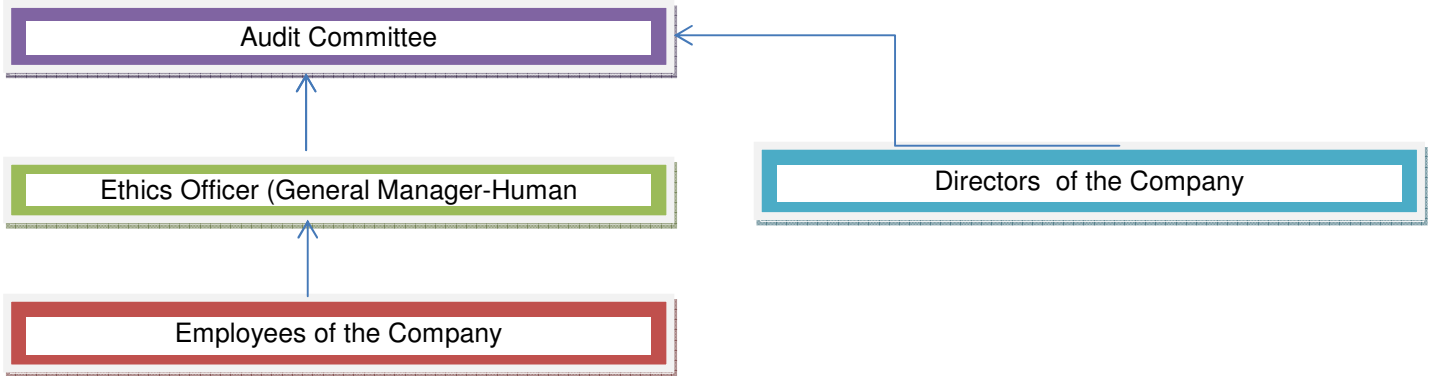 Audit Committee
Ethics Officer (General Manager-Human
Directors of the Company
Employees of the Company